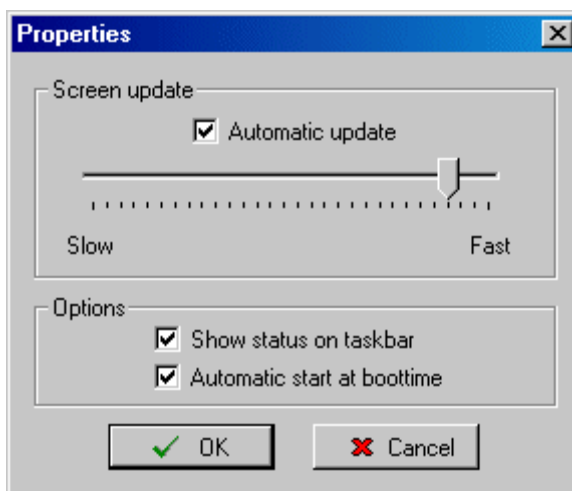 Properties
Screen update
Automatic update
Slow Fast
Options
Show status on taskbar
Automatic start at boottime
OK Cancel